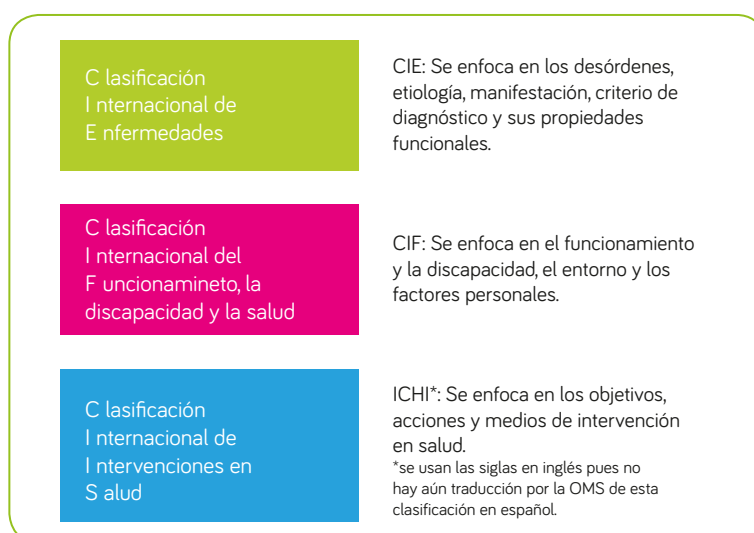 C lasificación
I nternacional de
E nfermedades
CIE: Se enfoca en los desórdenes,
etiología, manifestación, criterio de
diagnóstico y sus propiedades
funcionales.
C lasificación
I nternacional del
F uncionamineto, la
discapacidad y la salud
CIF: Se enfoca en el funcionamiento
y la discapacidad, el entorno y los
factores personales.
C lasificación
I nternacional de
I ntervenciones en
S alud
ICHI*: Se enfoca en los objetivos,
acciones y medios de intervención
en salud.
*se usan las siglas en inglés pues no
hay aún traducción por la OMS de esta
clasificación en español.